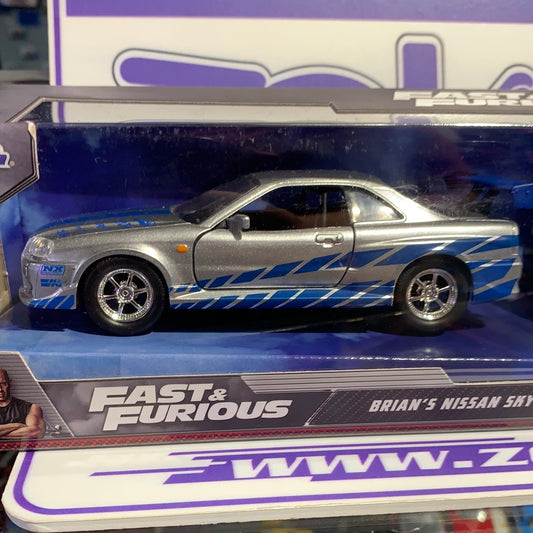 FAST &
FURIOUS
NX
FAST &
FURIOUS
BRIAN'S NISSAN SKY
www.z